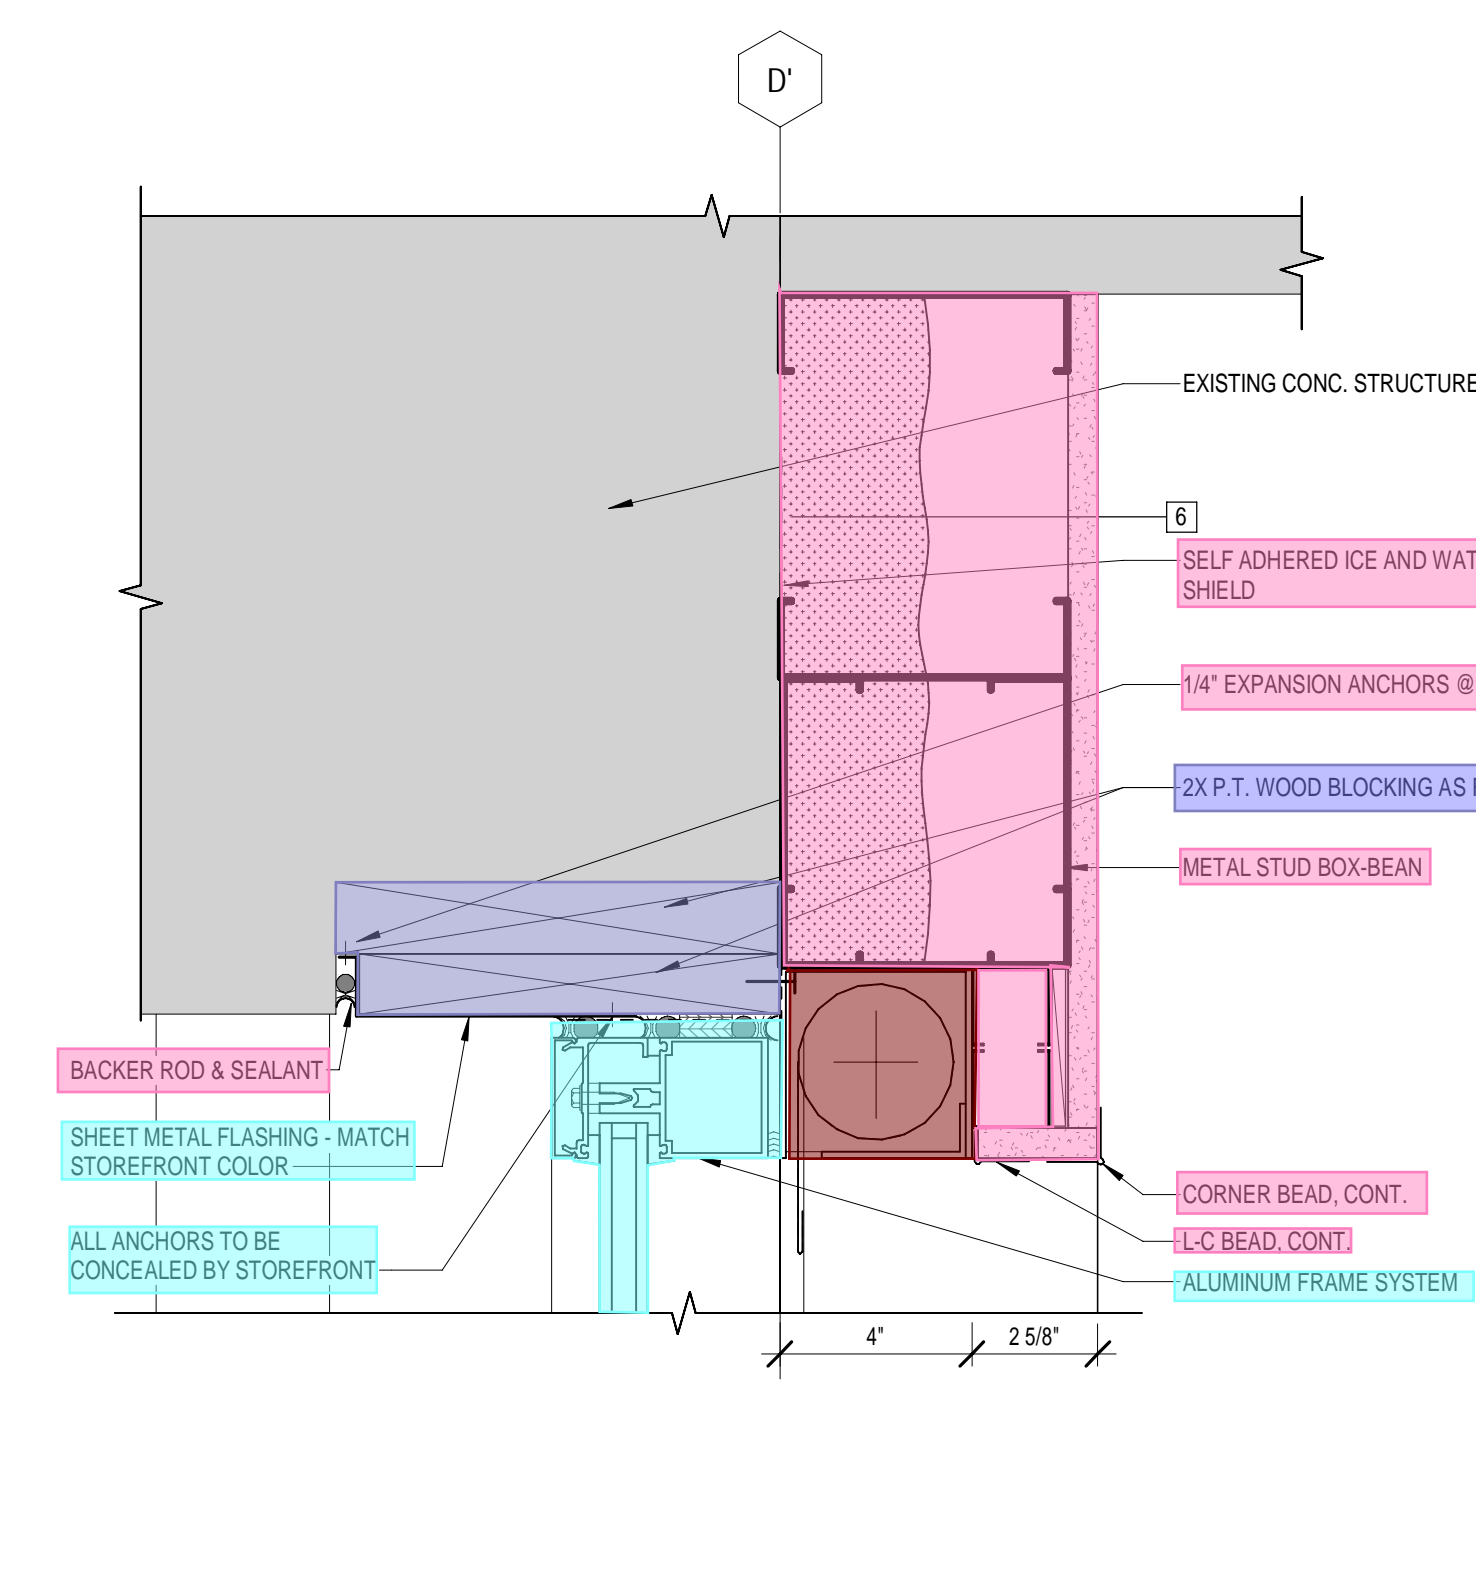 D'
EXISTING CONC. STRUCTURE
6
SELF ADHERED ICE AND WAT
SHIELD
1/4" EXPANSION ANCHORS @
2X P.T. WOOD BLOCKING AS
METAL STUD BOX-BEAN
BACKER ROD & SEALANT
SHEET METAL FLASHING - MATCH
STOREFRONT COLOR
ALL ANCHORS TO BE
CONCEALED BY STOREFRONT
CORNER BEAD, CONT.
L-C BEAD, CONT.
ALUMINUM FRAME SYSTEM
4"
2 5/8"